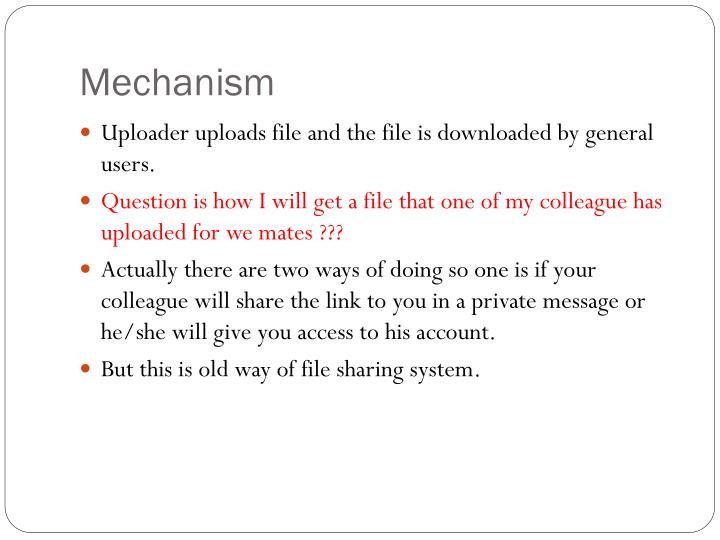 Mechanism
• Uploader uploads file and the file is downloaded by general
users.
• Question is how I will get a file that one of my colleague has
uploaded for we mates ???
• Actually there are two ways of doing so one is if your
colleague will share the link to you in a private message or
he/she will give you access to his account.
• But this is old way of file sharing system.